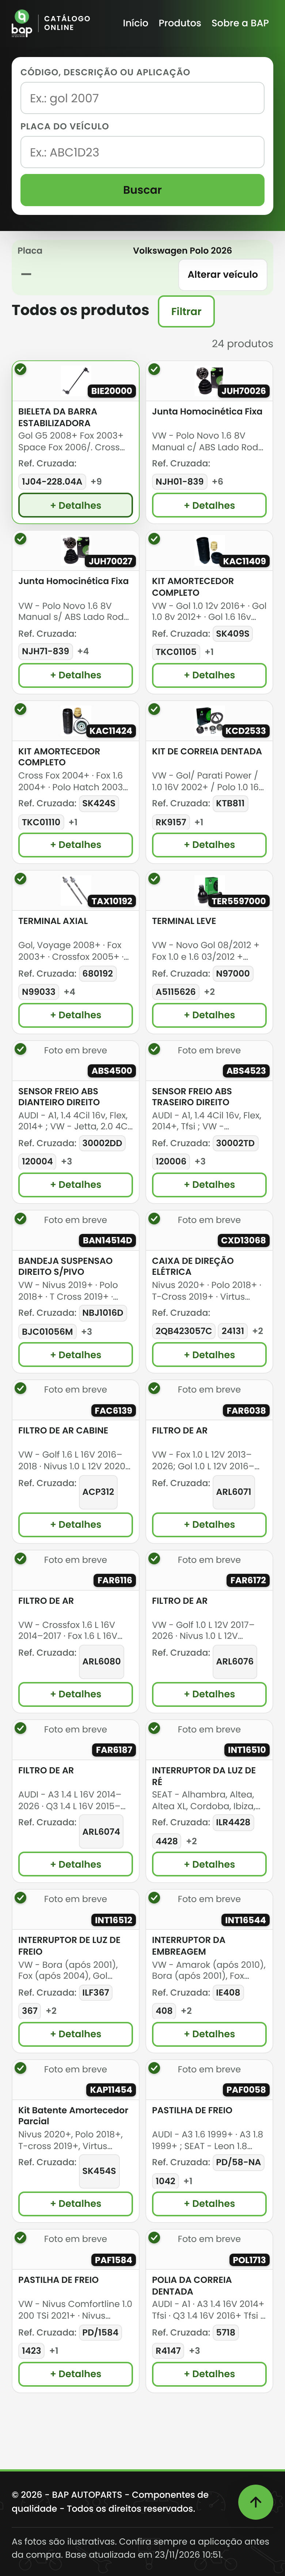 bap
CATÁLOGO
ONLINE
Início Produtos Sobre a BAP
CÓDIGO, DESCRIÇÃO OU APLICAÇÃO
Ex.: gol 2007
PLACA DO VEÍCULO
Ex.: ABC1D23
Buscar
Placa Volkswagen Polo 2026
—
Alterar veículo
Todos os produtos
Filtrar
24 produtos
BIE20000
BIELETA DA BARRA
ESTABILIZADORA
Gol G5 2008+ Fox 2003+
Space Fox 2006/. Cross…
Ref. Cruzada:
1J04-228.04A +9
+ Detalhes
JUH70026
Junta Homocinética Fixa
VW - Polo Novo 1.6 8V
Manual c/ ABS Lado Rod…
Ref. Cruzada:
NJH01-839 +6
+ Detalhes
JUH70027
Junta Homocinética Fixa
VW - Polo Novo 1.6 8V
Manual s/ ABS Lado Rod…
Ref. Cruzada:
NJH71-839 +4
+ Detalhes
KAC11409
KIT AMORTECEDOR
COMPLETO
VW - Gol 1.0 12v 2016+ · Gol
1.0 8v 2012+ · Gol 1.6 16v…
Ref. Cruzada: SK409S
TKC01105 +1
+ Detalhes
KAC11424
KIT AMORTECEDOR
COMPLETO
Cross Fox 2004+ · Fox 1.6
2004+ · Polo Hatch 2003…
Ref. Cruzada: SK424S
TKC01110 +1
+ Detalhes
KCD2533
KIT DE CORREIA DENTADA
VW - Gol/ Parati Power /
1.0 16V 2002+ / Polo 1.0 16…
Ref. Cruzada: KTB811
RK9157 +1
+ Detalhes
TAX10192
TERMINAL AXIAL
Gol, Voyage 2008+ · Fox
2003+ · Crossfox 2005+ ·…
Ref. Cruzada: 680192
N99033 +4
+ Detalhes
TER5597000
TERMINAL LEVE
VW - Novo Gol 08/2012 +
Fox 1.0 e 1.6 03/2012 +…
Ref. Cruzada: N97000
A5115626 +2
+ Detalhes
Foto em breve
ABS4500
SENSOR FREIO ABS
DIANTEIRO DIREITO
AUDI - A1, 1.4 4Cil 16v, Flex,
2014+ ; VW - Jetta, 2.0 4C…
Ref. Cruzada: 30002DD
120004 +3
+ Detalhes
Foto em breve
ABS4523
SENSOR FREIO ABS
TRASEIRO DIREITO
AUDI - A1, 1.4 4Cil 16v, Flex,
2014+, Tfsi ; VW -…
Ref. Cruzada: 30002TD
120006 +3
+ Detalhes
Foto em breve
BAN14514D
BANDEJA SUSPENSAO
DIREITO S/PIVO
VW - Nivus 2019+ · Polo
2018+ · T Cross 2019+ ·…
Ref. Cruzada: NBJ1016D
BJC01056M +3
+ Detalhes
Foto em breve
CXD13068
CAIXA DE DIREÇÃO
ELÉTRICA
Nivus 2020+ · Polo 2018+ ·
T-Cross 2019+ · Virtus…
Ref. Cruzada:
2QB423057C 24131 +2
+ Detalhes
Foto em breve
FAC6139
FILTRO DE AR CABINE
VW - Golf 1.6 L 16V 2016–
2018 · Nivus 1.0 L 12V 2020…
Ref. Cruzada: ACP312
+ Detalhes
Foto em breve
FAR6038
FILTRO DE AR
VW - Fox 1.0 L 12V 2013–
2026; Gol 1.0 L 12V 2016–…
Ref. Cruzada: ARL6071
+ Detalhes
Foto em breve
FAR6116
FILTRO DE AR
VW - Crossfox 1.6 L 16V
2014–2017 · Fox 1.6 L 16V…
Ref. Cruzada: ARL6080
+ Detalhes
Foto em breve
FAR6172
FILTRO DE AR
VW - Golf 1.0 L 12V 2017–
2026 · Nivus 1.0 L 12V…
Ref. Cruzada: ARL6076
+ Detalhes
Foto em breve
FAR6187
FILTRO DE AR
AUDI - A3 1.4 L 16V 2014–
2026 · Q3 1.4 L 16V 2015–…
Ref. Cruzada: ARL6074
+ Detalhes
Foto em breve
INT16510
INTERRUPTOR DA LUZ DE
RÉ
SEAT - Alhambra, Altea,
Altea XL, Cordoba, Ibiza,…
Ref. Cruzada: ILR4428
4428 +2
+ Detalhes
Foto em breve
INT16512
INTERRUPTOR DE LUZ DE
FREIO
VW - Bora (após 2001),
Fox (após 2004), Gol…
Ref. Cruzada: ILF367
367 +2
+ Detalhes
Foto em breve
INT16544
INTERRUPTOR DA
EMBREAGEM
VW - Amarok (após 2010),
Bora (após 2001), Fox…
Ref. Cruzada: IE408
408 +2
+ Detalhes
Foto em breve
KAP11454
Kit Batente Amortecedor
Parcial
Nivus 2020+, Polo 2018+,
T-cross 2019+, Virtus…
Ref. Cruzada: SK454S
+ Detalhes
Foto em breve
PAF0058
PASTILHA DE FREIO
AUDI - A3 1.6 1999+ · A3 1.8
1999+ ; SEAT - Leon 1.8…
Ref. Cruzada: PD/58-NA
1042 +1
+ Detalhes
Foto em breve
PAF1584
PASTILHA DE FREIO
VW - Nivus Comfortline 1.0
200 TSi 2021+ · Nivus…
Ref. Cruzada: PD/1584
1423 +1
+ Detalhes
Foto em breve
POL1713
POLIA DA CORREIA
DENTADA
AUDI - A1 · A3 1.4 16V 2014+
Tfsi · Q3 1.4 16V 2016+ Tfsi …
Ref. Cruzada: 5718
R4147 +3
+ Detalhes
© 2026 - BAP AUTOPARTS - Componentes de
qualidade - Todos os direitos reservados.
As fotos são ilustrativas. Confira sempre a aplicação antes
da compra. Base atualizada em 23/11/2026 10:51.